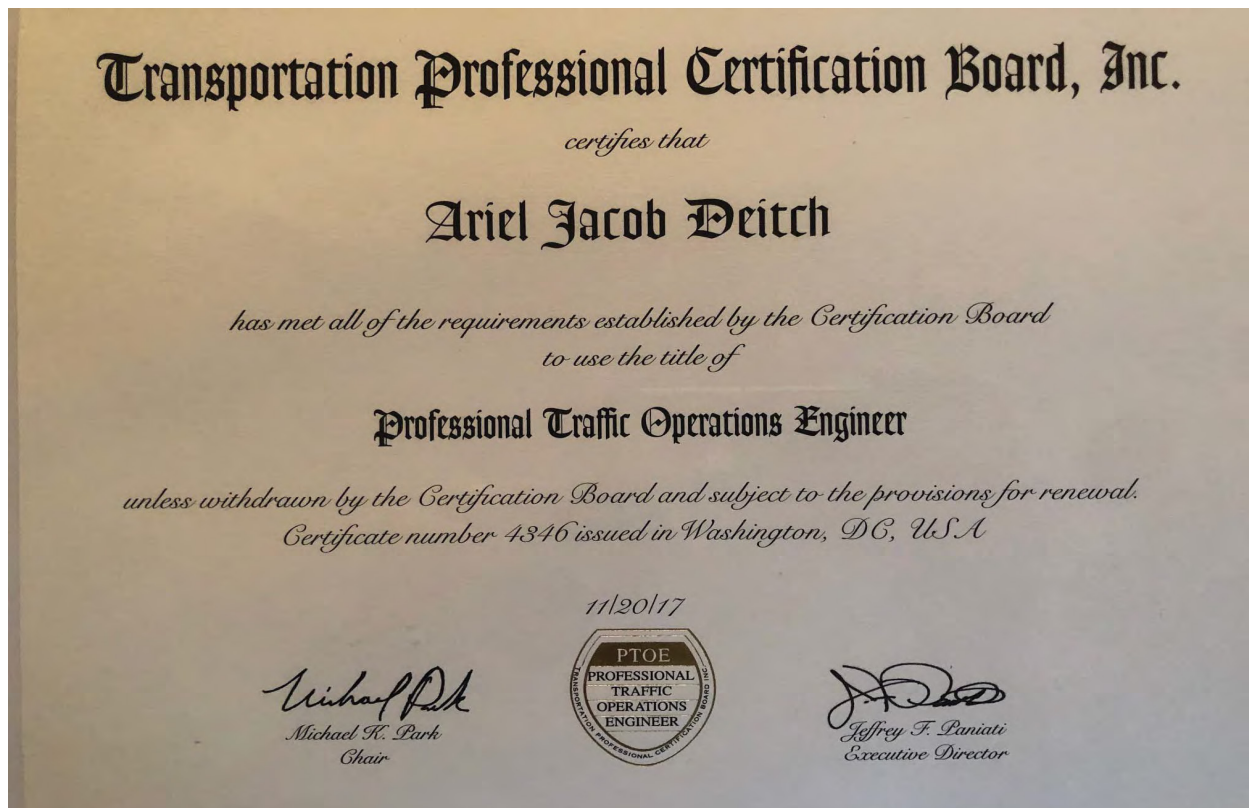 Transportation Professional Certification Board, Inc.
certifies that
Ariel Jacob Deitch
has met all of the requirements established by the Certification Board
to use the title of
Professional Traffic Operations Engineer
unless withdrawn by the Certification Board and subject to the provisions for renewal.
Certificate number 4346 issued in Washington, DC, USA
11/20/17
PTOE
PROFESSIONAL
TRAFFIC
OPERATIONS
ENGINEER
TRANSPORTATION PROFESSIONAL CERTIFICATION BOARD INC.
Michael K. Park
Chair
Jeffrey F. Paniati
Executive Director